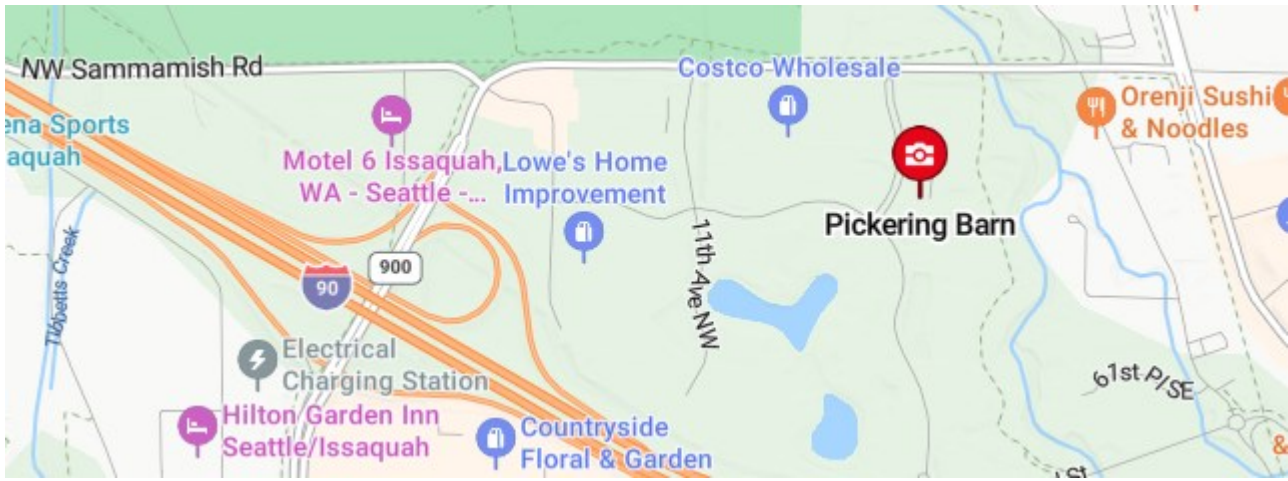 NW Sammamish Rd
Costco Wholesale
ena Sports
aquah
Orenji Sushi
& Noodles
Motel 6 Issaquah,
WA - Seattle -...
Lowe's Home
Improvement
Pickering Barn
11th Ave NW
900
90
Tibbetts Creek
Electrical
Charging Station
61st Pl SE
Hilton Garden Inn
Seattle/Issaquah
Countryside
Floral & Garden
&
St